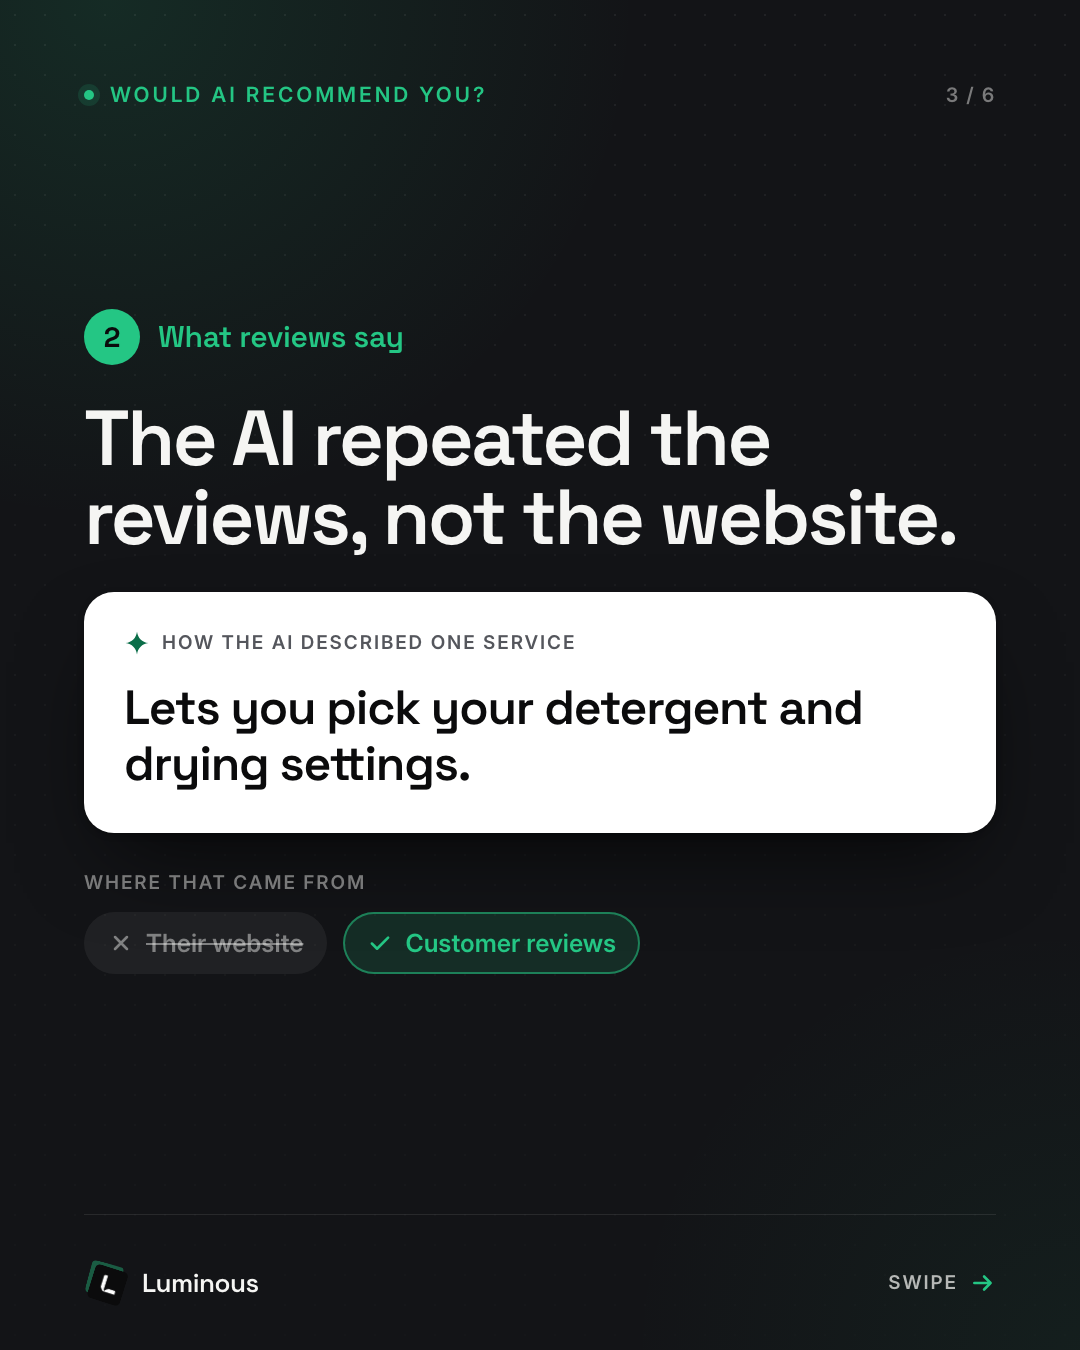 WOULD AI RECOMMEND YOU?
3 / 6
2
What reviews say
The AI repeated the
reviews, not the website.
HOW THE AI DESCRIBED ONE SERVICE
Lets you pick your detergent and
drying settings.
WHERE THAT CAME FROM
Their website
Customer reviews
L
Luminous
SWIPE